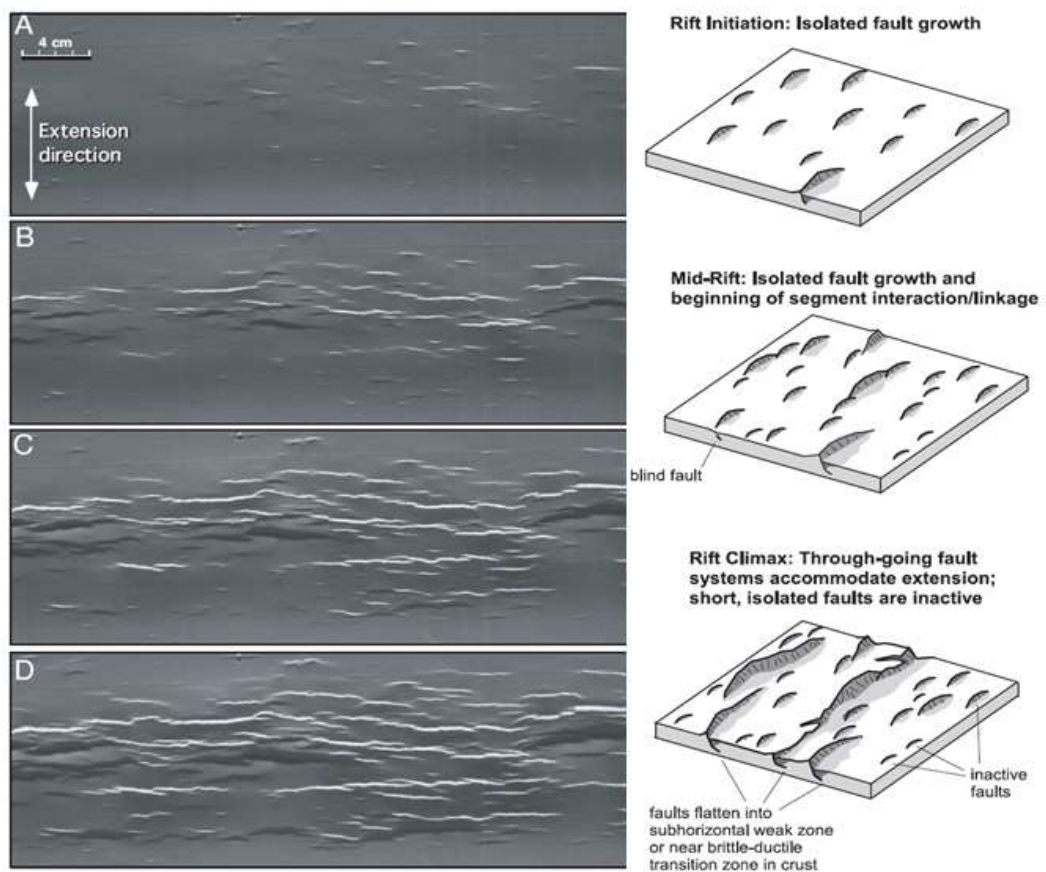 A
4 cm
Extension
direction
B
C
D
Rift Initiation: Isolated fault growth
Mid-Rift: Isolated fault growth and
beginning of segment interaction/linkage
blind fault
Rift Climax: Through-going fault
systems accommodate extension;
short, isolated faults are inactive
inactive
faults
faults flatten into
subhorizontal weak zone
or near brittle-ductile
transition zone in crust